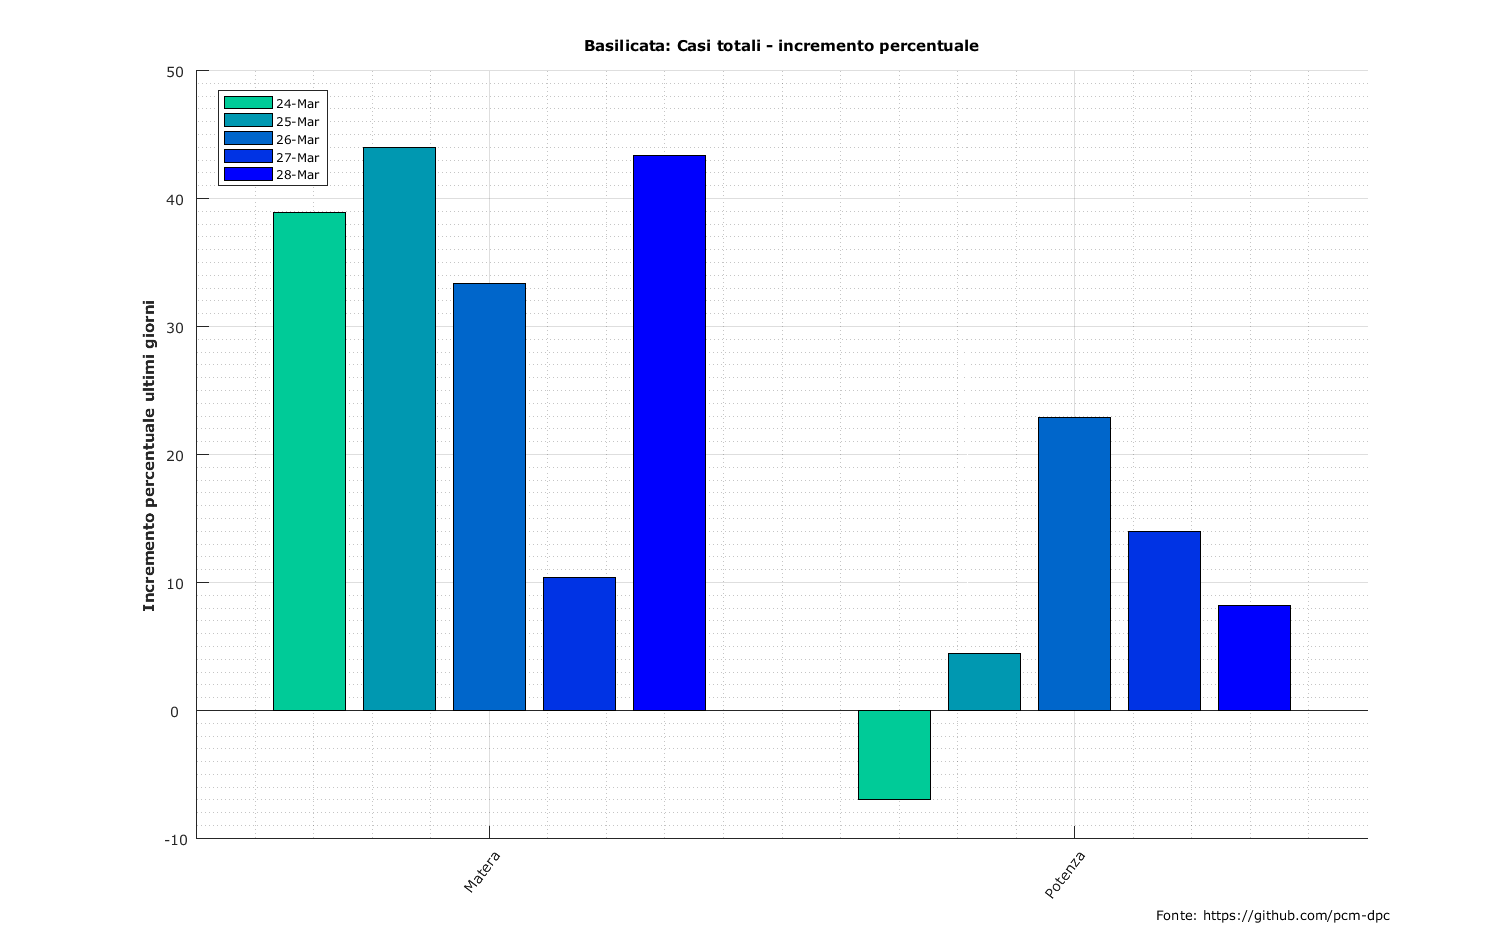 Basilicata: Casi totali - incremento percentuale
50
40
30
20
10
0
-10
24-Mar
25-Mar
26-Mar
27-Mar
28-Mar
Incremento percentuale ultimi giorni
Matera
Potenza
Fonte: https://github.com/pcm-dpc